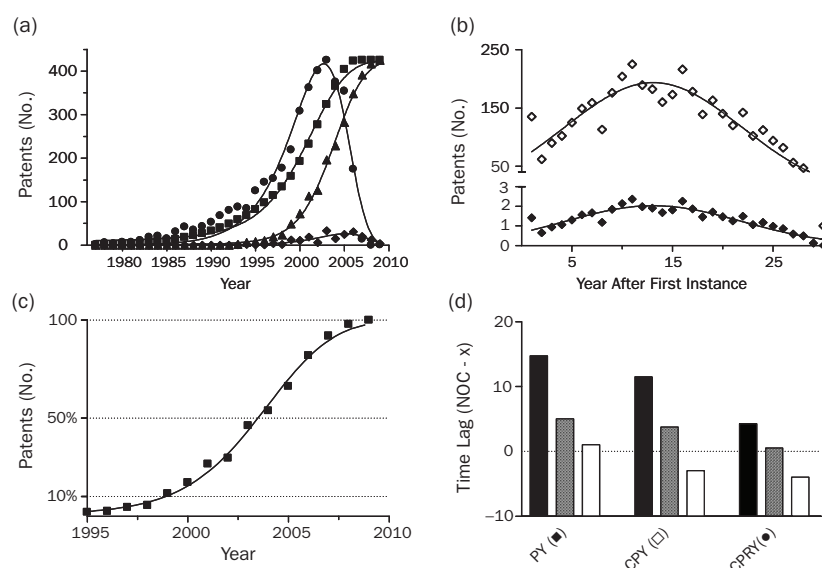 (a)
Patents (No.)
400
300
200
100
0
1980 1985 1990 1995 2000 2005 2010
Year
(b)
Patents (No.)
250
150
50
3
2
1
0
5 15 25
Year After First Instance
(c)
Patents (No.)
100
50%
10%
1995 2000 2005 2010
Year
(d)
Time Lag (NOC - x)
20
10
0
−10
PY (■)
CPY (□)
CPRY(●)